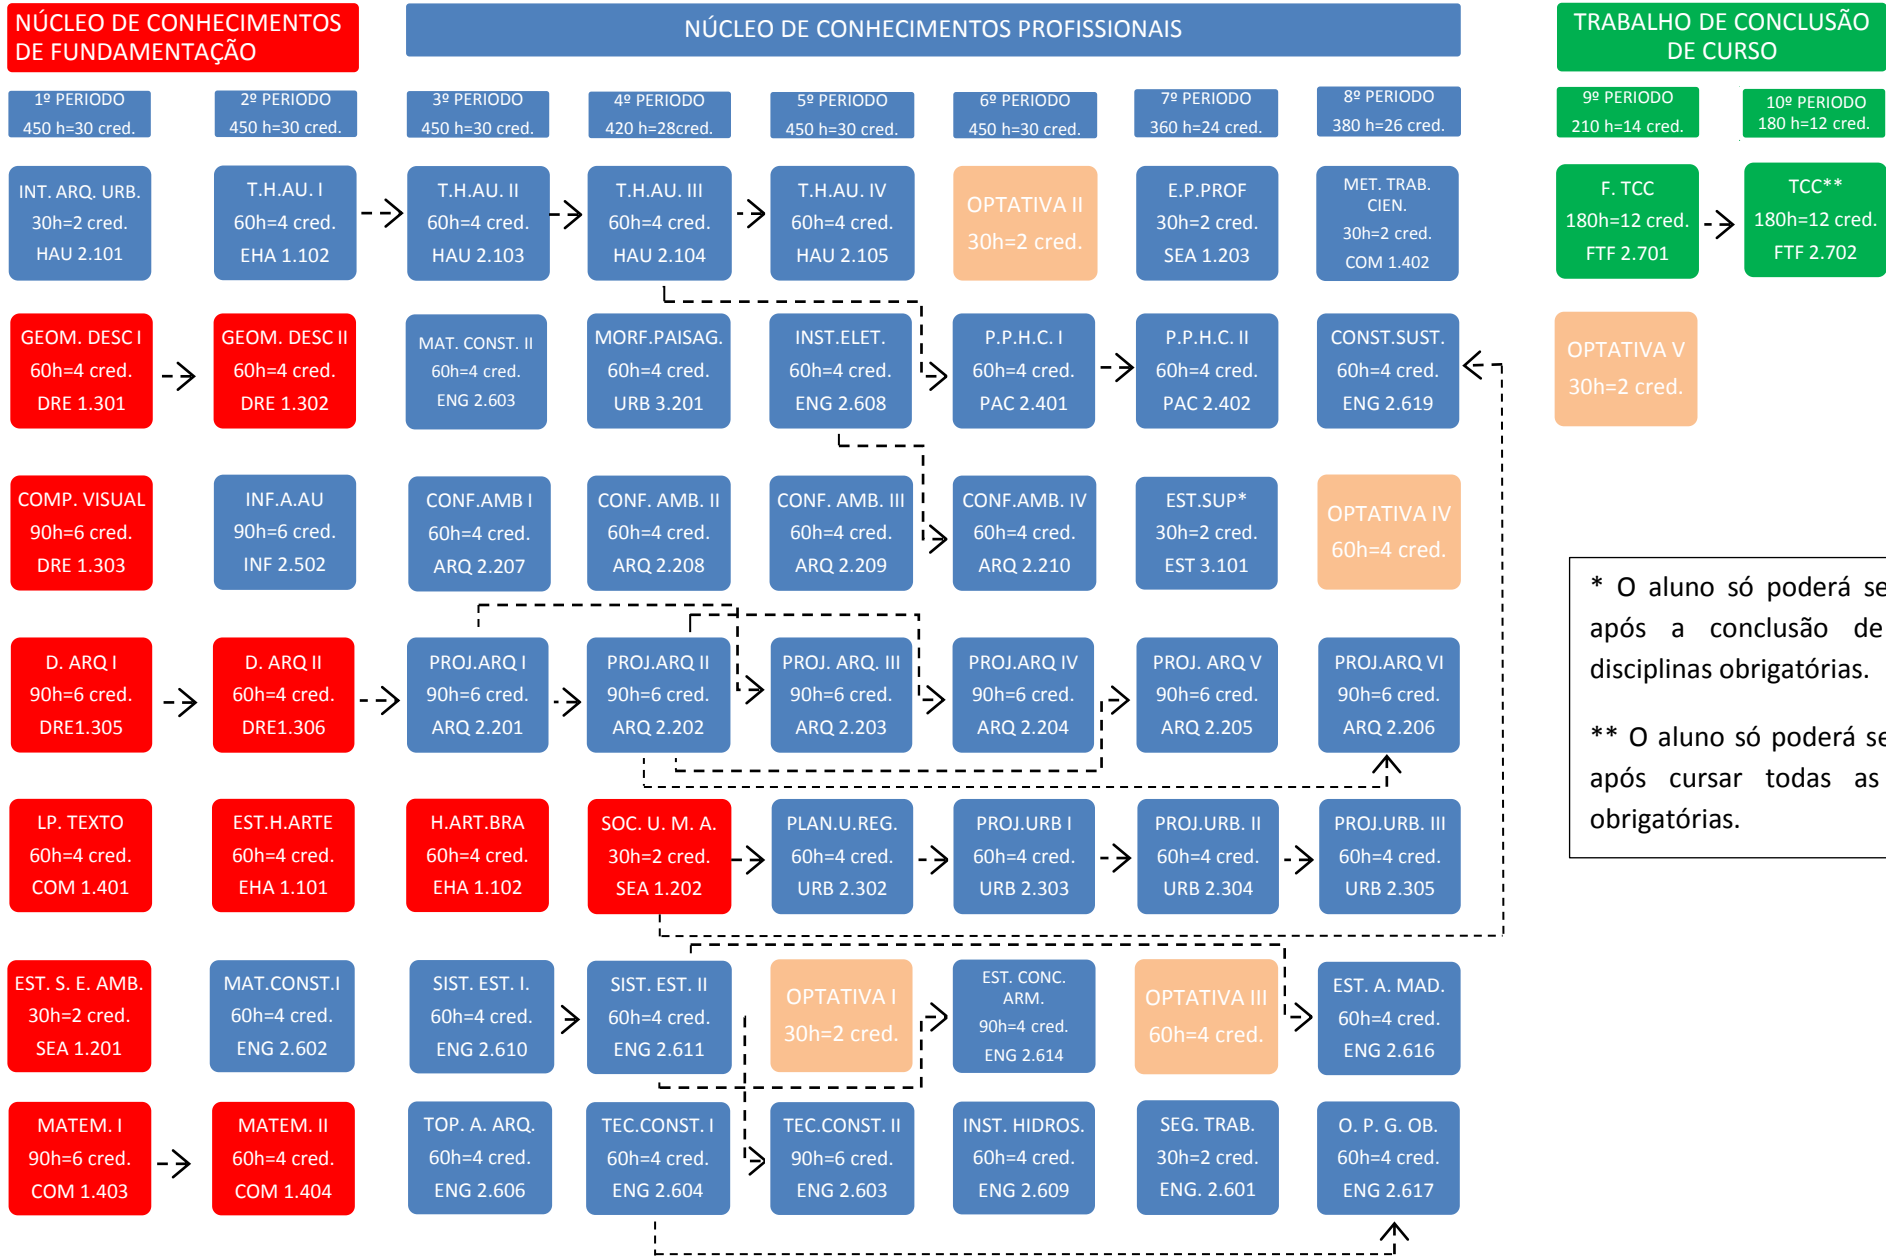 NÚCLEO DE CONHECIMENTOS
DE FUNDAMENTAÇÃO
NÚCLEO DE CONHECIMENTOS PROFISSIONAIS
TRABALHO DE CONCLUSÃO
DE CURSO
1º PERIODO
450 h=30 cred.
2º PERIODO
450 h=30 cred.
3º PERIODO
450 h=30 cred.
4º PERIODO
420 h=28cred.
5º PERIODO
450 h=30 cred.
6º PERIODO
450 h=30 cred.
7º PERIODO
360 h=24 cred.
8º PERIODO
380 h=26 cred.
9º PERIODO
210 h=14 cred.
10º PERIODO
180 h=12 cred.
INT. ARQ. URB.
30h=2 cred.
HAU 2.101
T.H.AU. I
60h=4 cred.
EHA 1.102
T.H.AU. II
60h=4 cred.
HAU 2.103
T.H.AU. III
60h=4 cred.
HAU 2.104
T.H.AU. IV
60h=4 cred.
HAU 2.105
OPTATIVA II
30h=2 cred.
E.P.PROF
30h=2 cred.
SEA 1.203
MET. TRAB.
CIEN.
30h=2 cred.
COM 1.402
F. TCC
180h=12 cred.
FTF 2.701
TCC**
180h=12 cred.
FTF 2.702
GEOM. DESC I
60h=4 cred.
DRE 1.301
GEOM. DESC II
60h=4 cred.
DRE 1.302
MAT. CONST. II
60h=4 cred.
ENG 2.603
MORF.PAISAG.
60h=4 cred.
URB 3.201
INST.ELET.
60h=4 cred.
ENG 2.608
P.P.H.C. I
60h=4 cred.
PAC 2.401
P.P.H.C. II
60h=4 cred.
PAC 2.402
CONST.SUST.
60h=4 cred.
ENG 2.619
OPTATIVA V
30h=2 cred.
COMP. VISUAL
90h=6 cred.
DRE 1.303
INF.A.AU
90h=6 cred.
INF 2.502
CONF.AMB I
60h=4 cred.
ARQ 2.207
CONF. AMB. II
60h=4 cred.
ARQ 2.208
CONF. AMB. III
60h=4 cred.
ARQ 2.209
CONF.AMB. IV
60h=4 cred.
ARQ 2.210
EST.SUP*
30h=2 cred.
EST 3.101
OPTATIVA IV
60h=4 cred.
D. ARQ I
90h=6 cred.
DRE1.305
D. ARQ II
60h=4 cred.
DRE1.306
PROJ.ARQ I
90h=6 cred.
ARQ 2.201
PROJ.ARQ II
90h=6 cred.
ARQ 2.202
PROJ. ARQ. III
90h=6 cred.
ARQ 2.203
PROJ.ARQ IV
90h=6 cred.
ARQ 2.204
PROJ. ARQ V
90h=6 cred.
ARQ 2.205
PROJ.ARQ VI
90h=6 cred.
ARQ 2.206
* O aluno só poderá se
após a conclusão de
disciplinas obrigatórias.
** O aluno só poderá se
após cursar todas as
obrigatórias.
LP. TEXTO
60h=4 cred.
COM 1.401
EST.H.ARTE
60h=4 cred.
EHA 1.101
H.ART.BRA
60h=4 cred.
EHA 1.102
SOC. U. M. A.
30h=2 cred.
SEA 1.202
PLAN.U.REG.
60h=4 cred.
URB 2.302
PROJ.URB I
60h=4 cred.
URB 2.303
PROJ.URB. II
60h=4 cred.
URB 2.304
PROJ.URB. III
60h=4 cred.
URB 2.305
EST. S. E. AMB.
30h=2 cred.
SEA 1.201
MAT.CONST.I
60h=4 cred.
ENG 2.602
SIST. EST. I.
60h=4 cred.
ENG 2.610
SIST. EST. II
60h=4 cred.
ENG 2.611
OPTATIVA I
30h=2 cred.
EST. CONC.
ARM.
90h=4 cred.
ENG 2.614
OPTATIVA III
60h=4 cred.
EST. A. MAD.
60h=4 cred.
ENG 2.616
MATEM. I
90h=6 cred.
COM 1.403
MATEM. II
60h=4 cred.
COM 1.404
TOP. A. ARQ.
60h=4 cred.
ENG 2.606
TEC.CONST. I
60h=4 cred.
ENG 2.604
TEC.CONST. II
90h=6 cred.
ENG 2.603
INST. HIDROS.
60h=4 cred.
ENG 2.609
SEG. TRAB.
30h=2 cred.
ENG. 2.601
O. P. G. OB.
60h=4 cred.
ENG 2.617